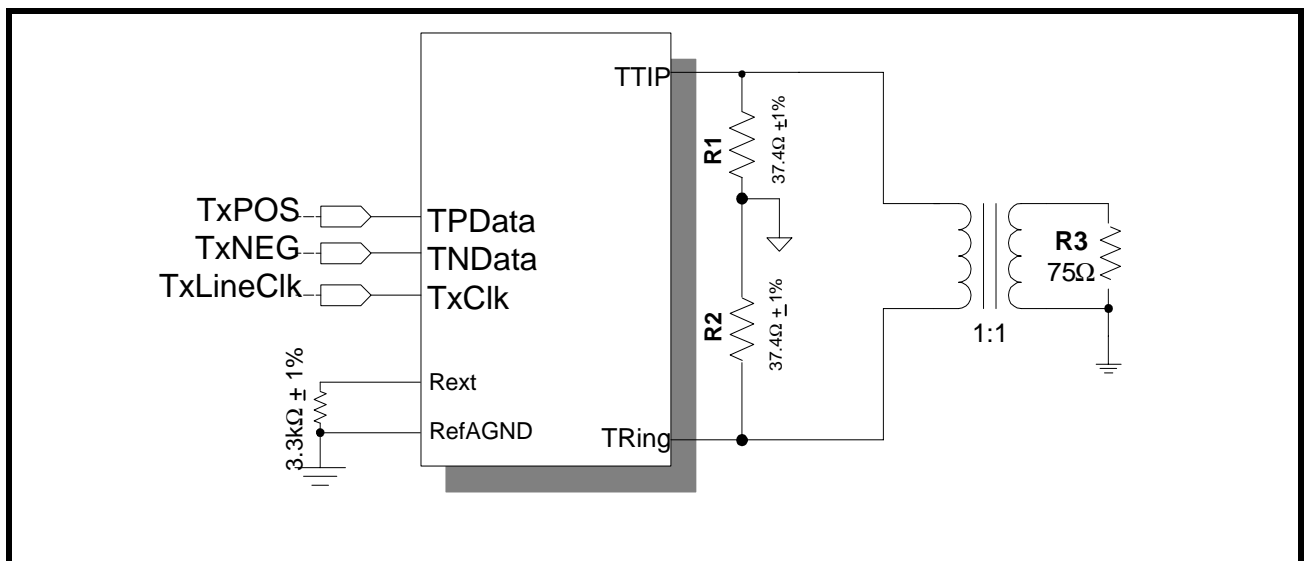 TTIP
R1
37.4Ω ±1%
TxPOS
TPData
TxNEG
TNData
TxLineClk
TxClk
R3
75Ω
R2
37.4Ω ± 1%
1:1
3.3kΩ ± 1%
Rext
RefAGND
TRing